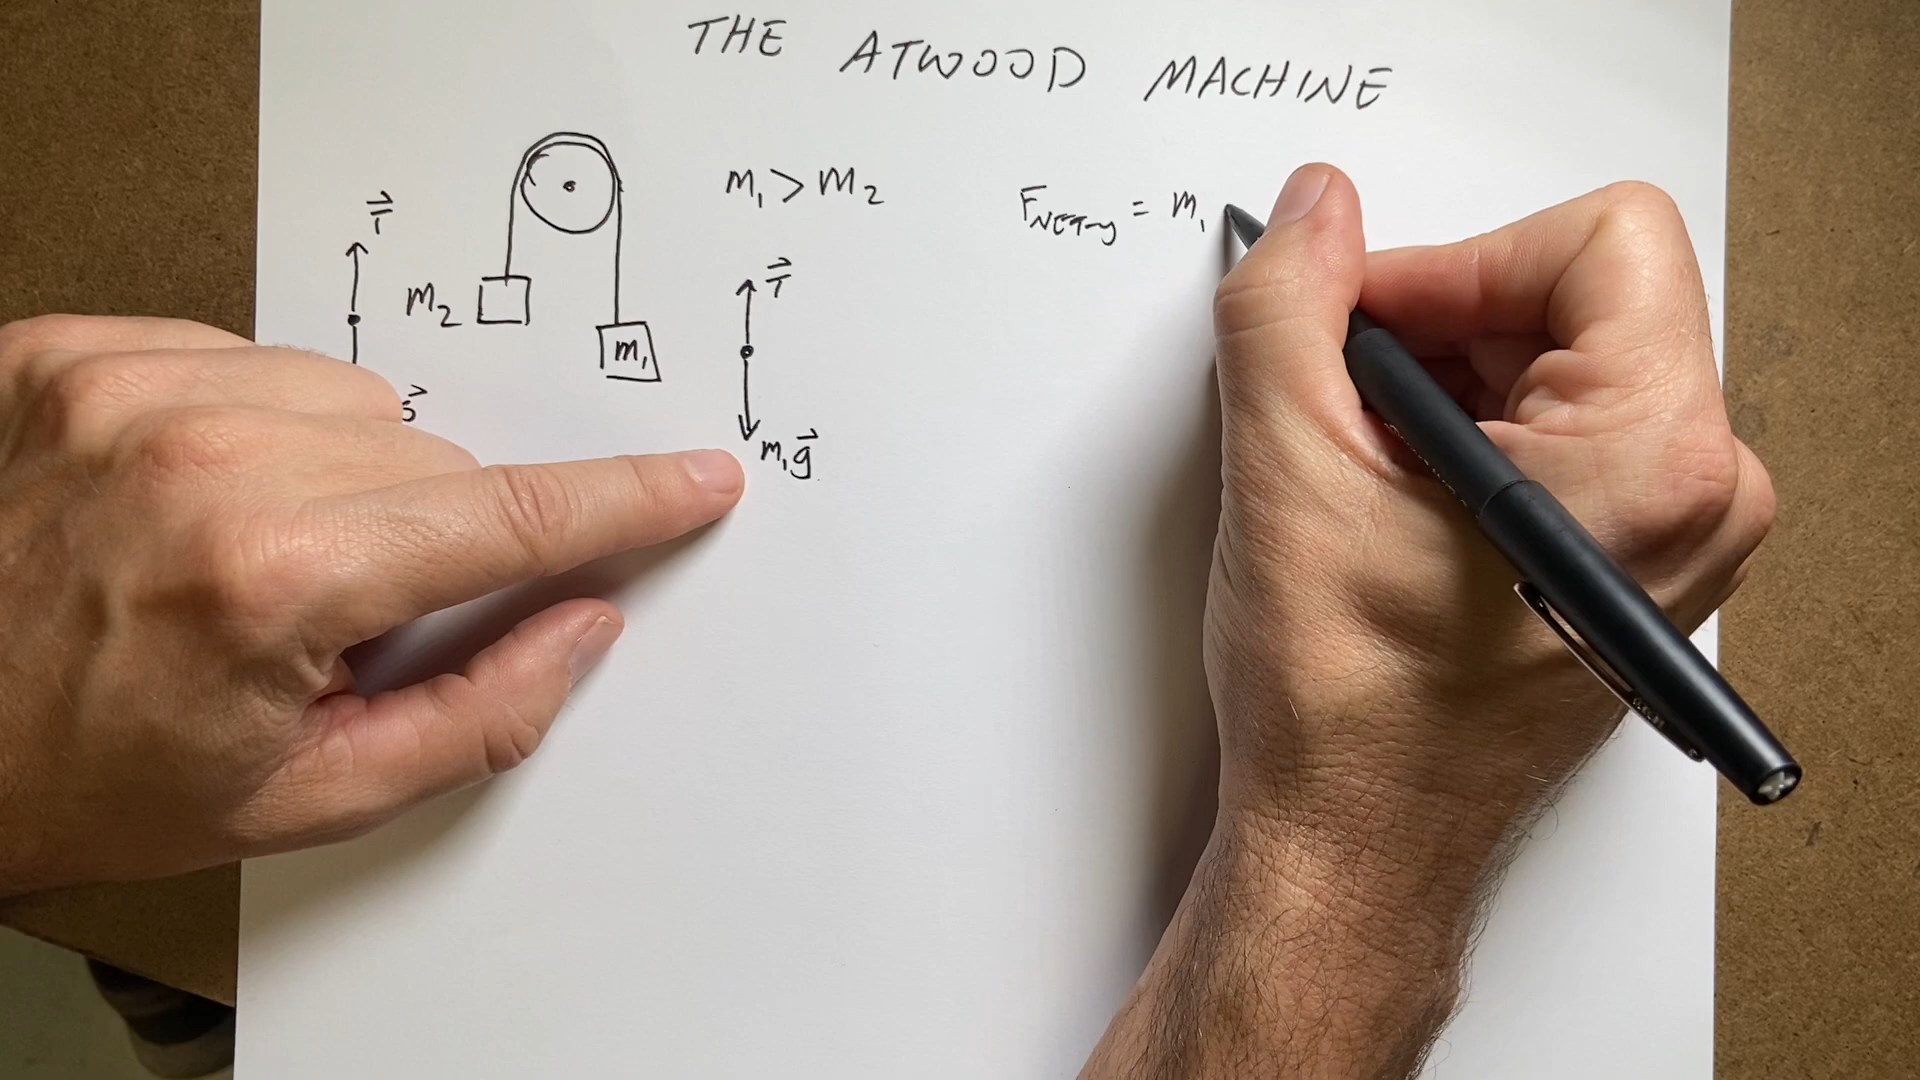 THE ATWOOD MACHINE
m₁ > m₂
F_NET-y = m₁
T⃗
m₂
m₁
T⃗
m₁g⃗